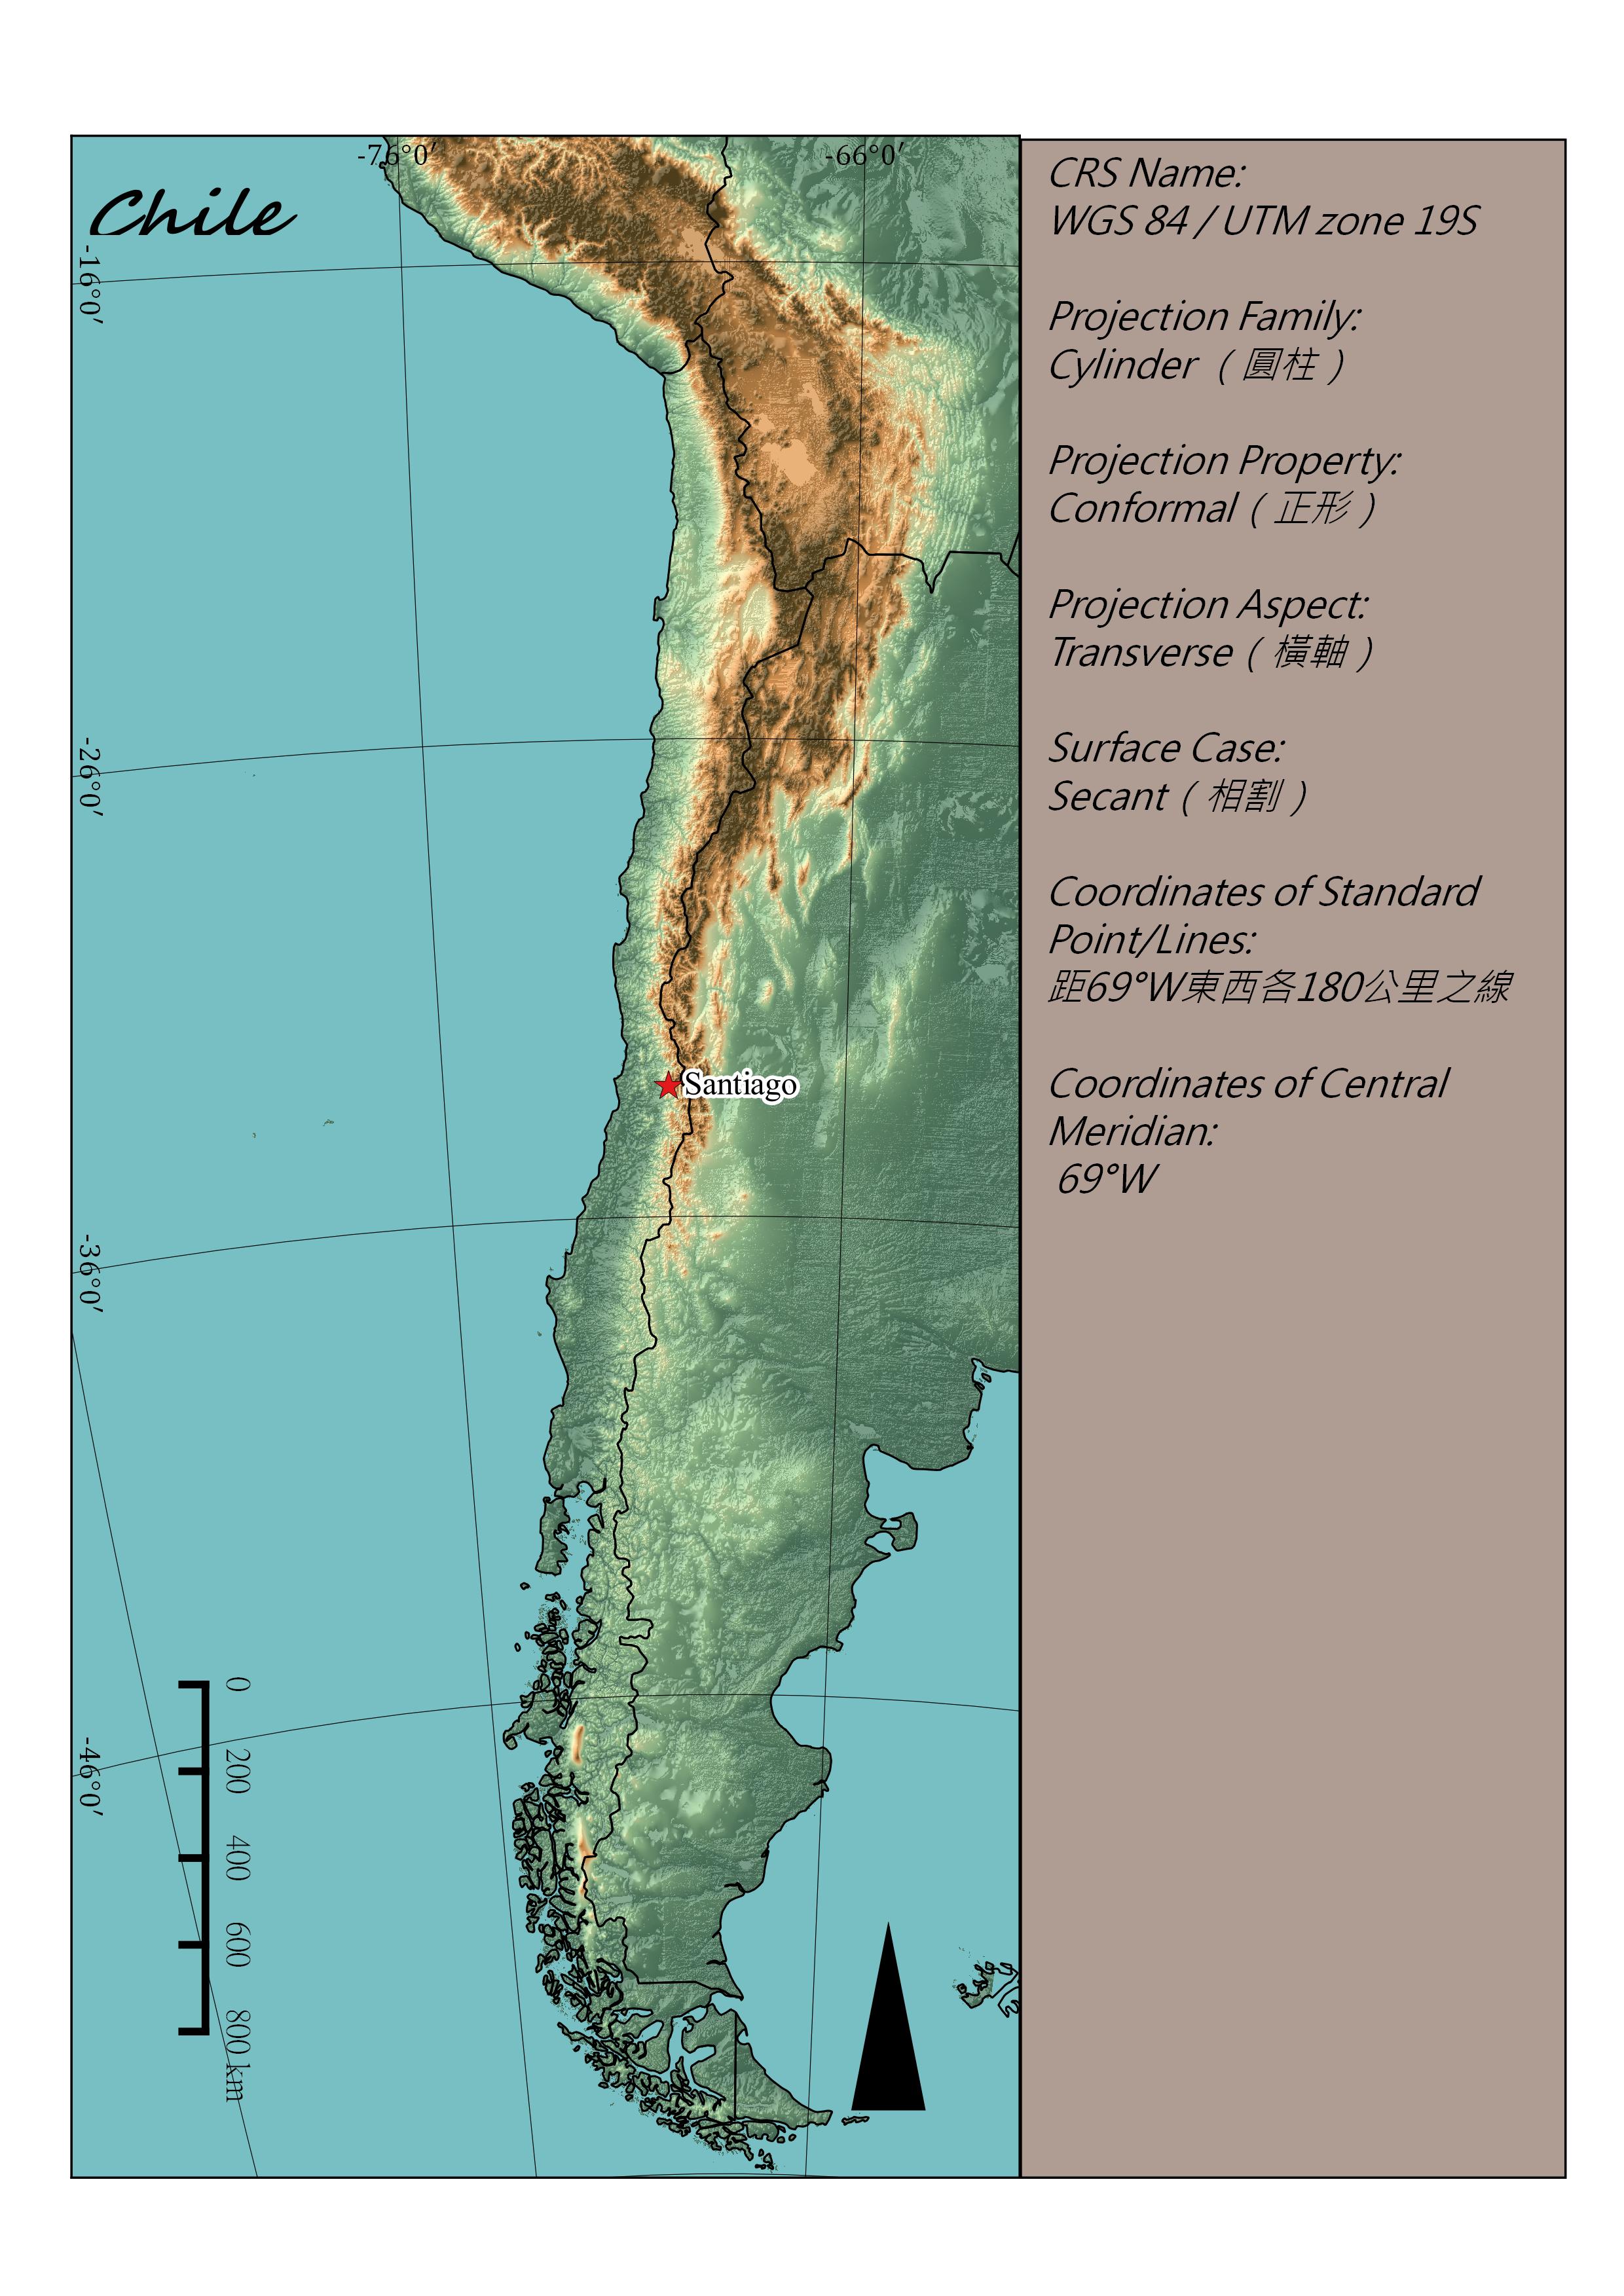 -76°0′
-66°0′
Chile
-16°0′
-26°0′
-36°0′
-46°0′
Santiago
0 200 400 600 800 km
CRS Name:
WGS 84 / UTM zone 19S
Projection Family:
Cylinder （圓柱）
Projection Property:
Conformal（正形）
Projection Aspect:
Transverse（橫軸）
Surface Case:
Secant（相割）
Coordinates of Standard
Point/Lines:
距69°W東西各180公里之線
Coordinates of Central
Meridian:
69°W